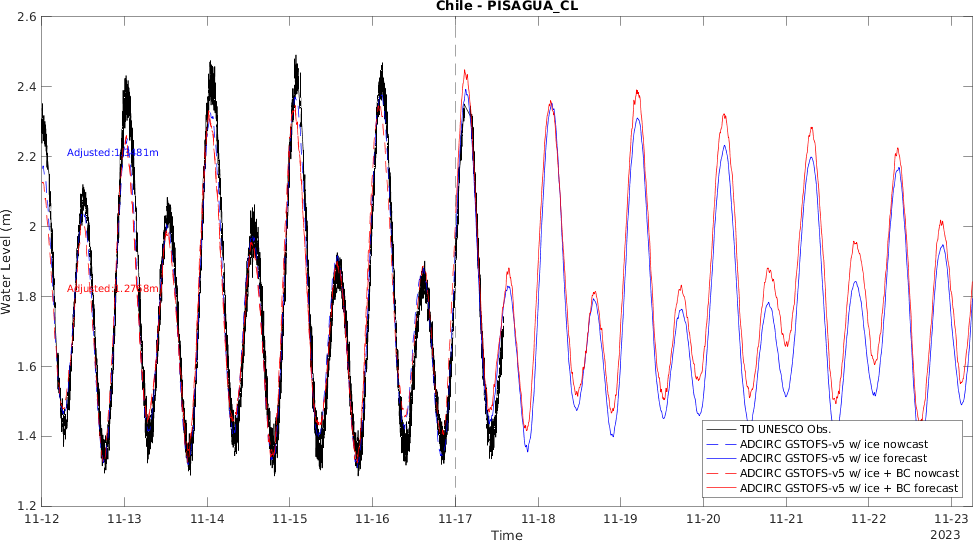 Chile - PISAGUA_CL
2.6
2.4
2.2
2
1.8
1.6
1.4
1.2
Water Level (m)
11-12
11-13
11-14
11-15
11-16
11-17
11-18
11-19
11-20
11-21
11-22
11-23
2023
Time
TD UNESCO Obs.
ADCIRC GSTOFS-v5 w/ ice nowcast
ADCIRC GSTOFS-v5 w/ ice forecast
ADCIRC GSTOFS-v5 w/ ice + BC nowcast
ADCIRC GSTOFS-v5 w/ ice + BC forecast